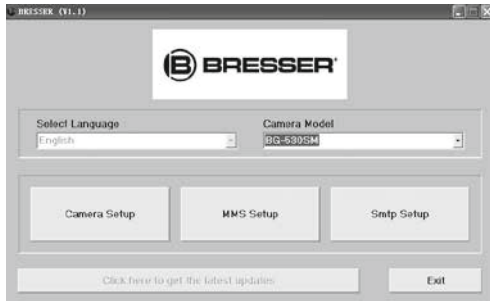 BRESSER (V1.1)
BRESSER
Select Language
Camera Model
English
BG-530SM
Camera Setup
MMS Setup
Smtp Setup
Click here to get the latest updates
Exit